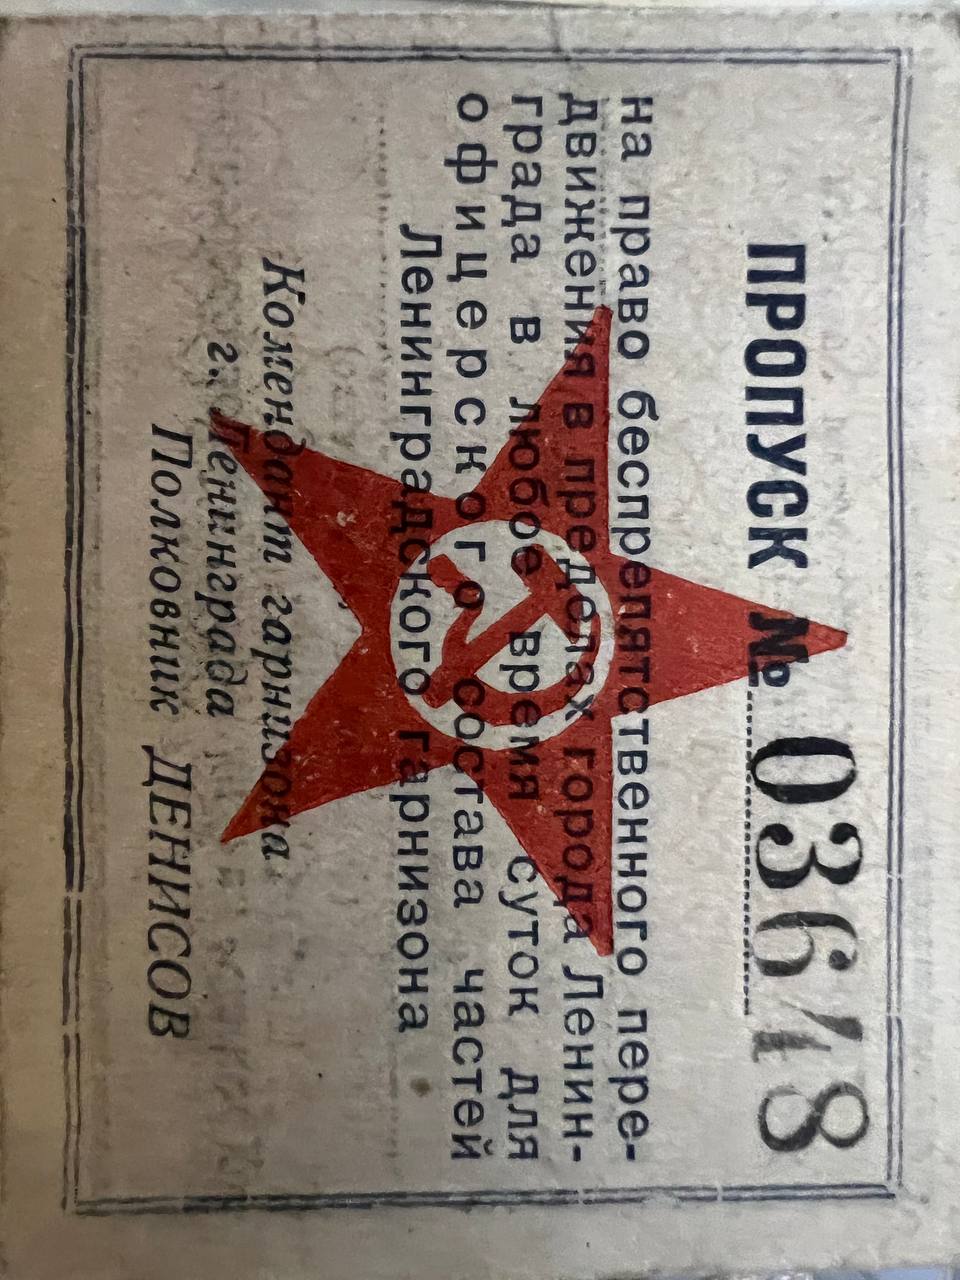 ПРОПУСК № 03648
на право беспрепятственного пере-
движения в пределах города Ленин-
града в любое время суток для
офицерского состава частей
Ленинградского гарнизона
Комендант гарнизона
г. Ленинграда
Полковник ДЕНИСОВ